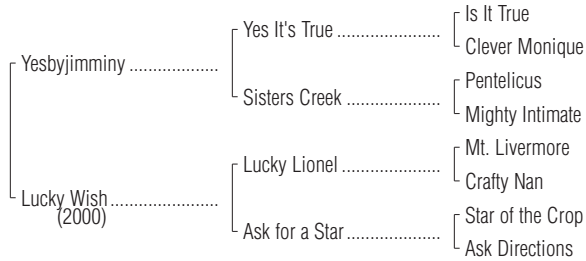 Is It True
Yes It's True ......................
Clever Monique
Yesbyjimminy ...................
Pentelicus
Sisters Creek ....................
Mighty Intimate
Mt. Livermore
Lucky Lionel .....................
Crafty Nan
Lucky Wish .......................
(2000)
Star of the Crop
Ask for a Star ....................
Ask Directions